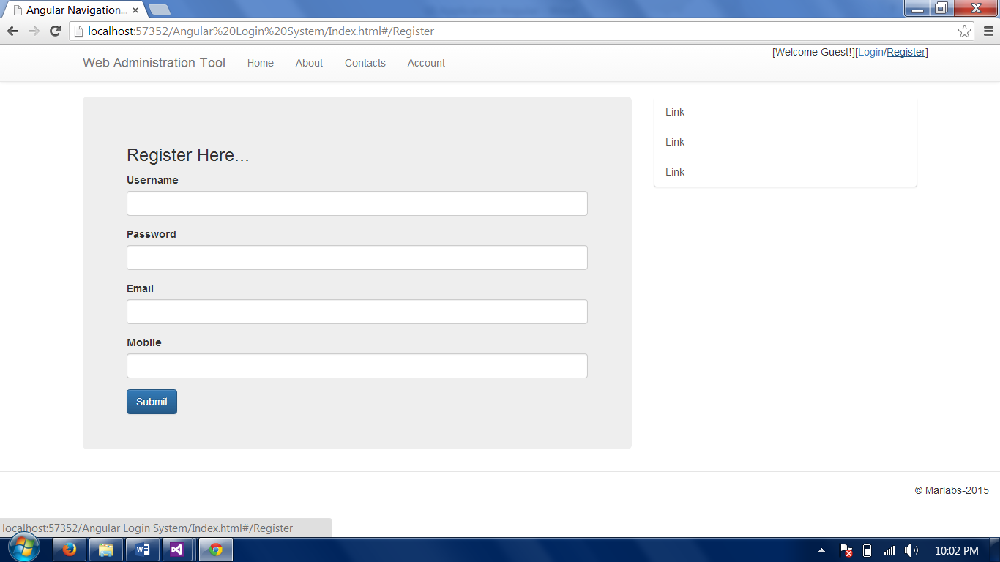 Angular Navigation...
localhost:57352/Angular%20Login%20System/Index.html#/Register
Web Administration Tool Home About Contacts Account
[Welcome Guest!][Login/Register]
Register Here...
Username
Password
Email
Mobile
Submit
Link
Link
Link
© Marlabs-2015
localhost:57352/Angular Login System/Index.html#/Register
10:02 PM